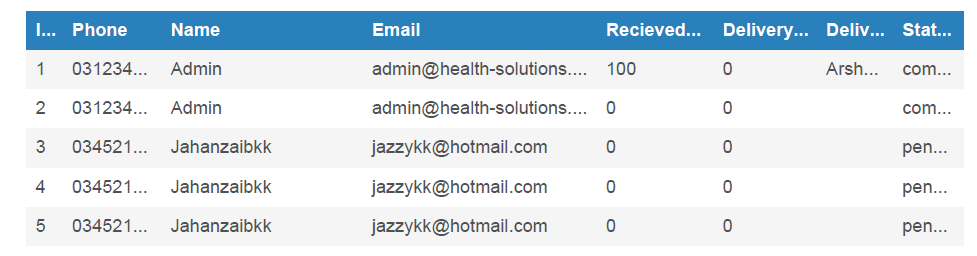 I... Phone Name Email Recieved... Delivery... Deliv... Stat...
1 031234... Admin admin@health-solutions.... 100 0 Arsh... com...
2 031234... Admin admin@health-solutions.... 0 0 com...
3 034521... Jahanzaibkk jazzykk@hotmail.com 0 0 pen...
4 034521... Jahanzaibkk jazzykk@hotmail.com 0 0 pen...
5 034521... Jahanzaibkk jazzykk@hotmail.com 0 0 pen...